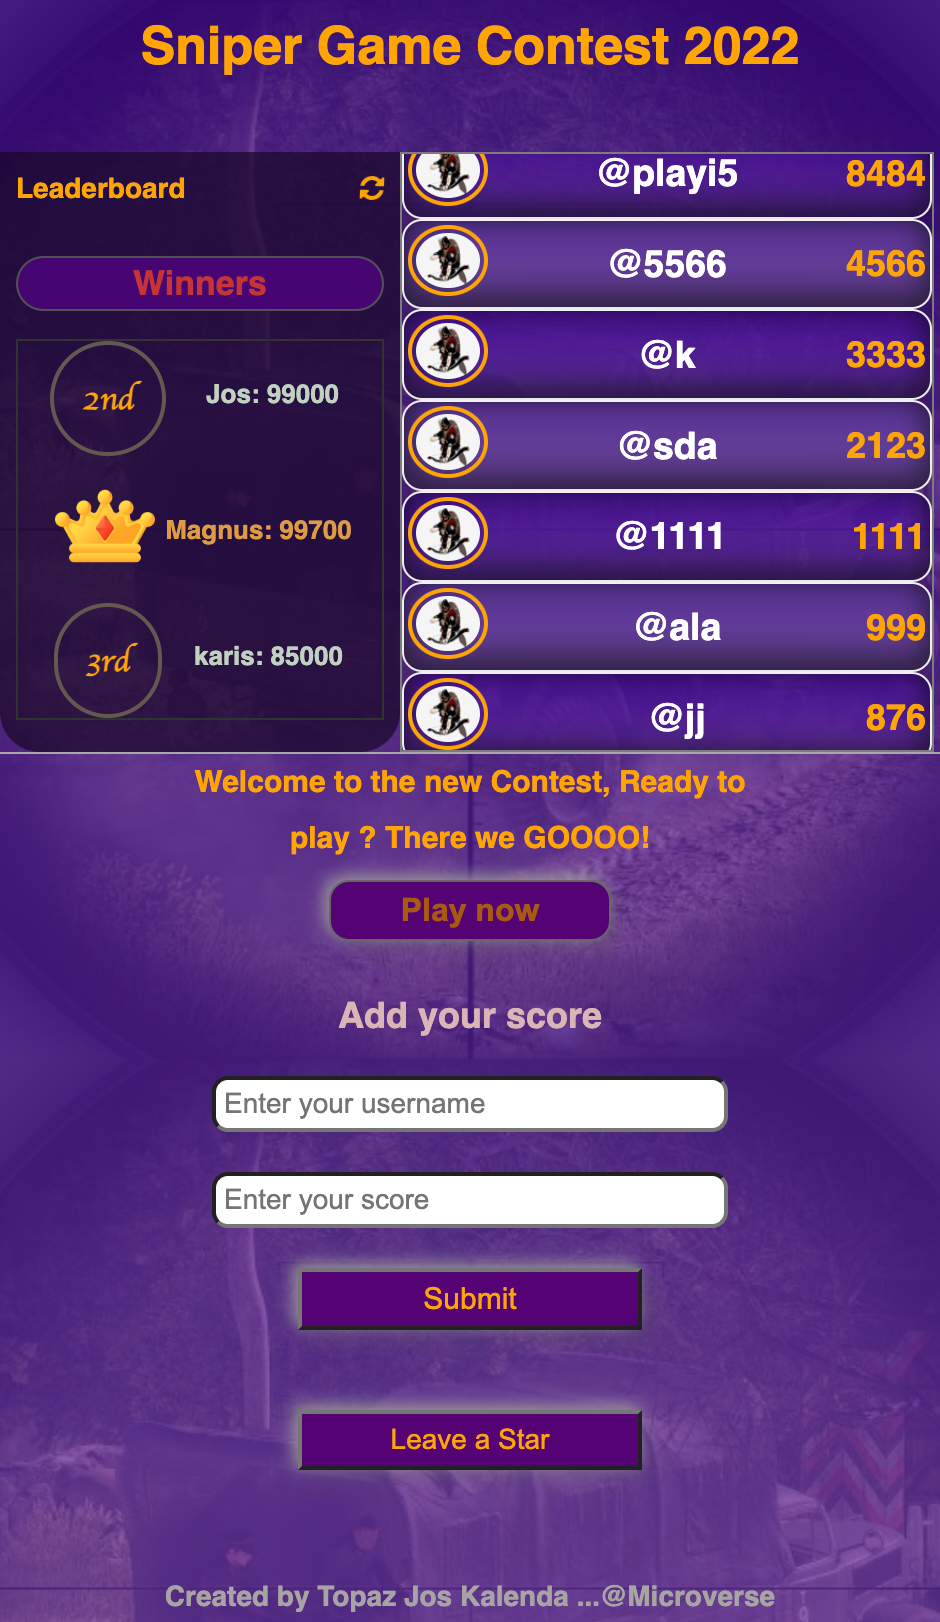 Sniper Game Contest 2022
Leaderboard
Winners
2nd
Jos: 99000
Magnus: 99700
3rd
karis: 85000
@playi5 8484
@5566 4566
@k 3333
@sda 2123
@1111 1111
@ala 999
@jj 876
Welcome to the new Contest, Ready to
play ? There we GOOOO!
Play now
Add your score
Enter your username
Enter your score
Submit
Leave a Star
Created by Topaz Jos Kalenda ...@Microverse